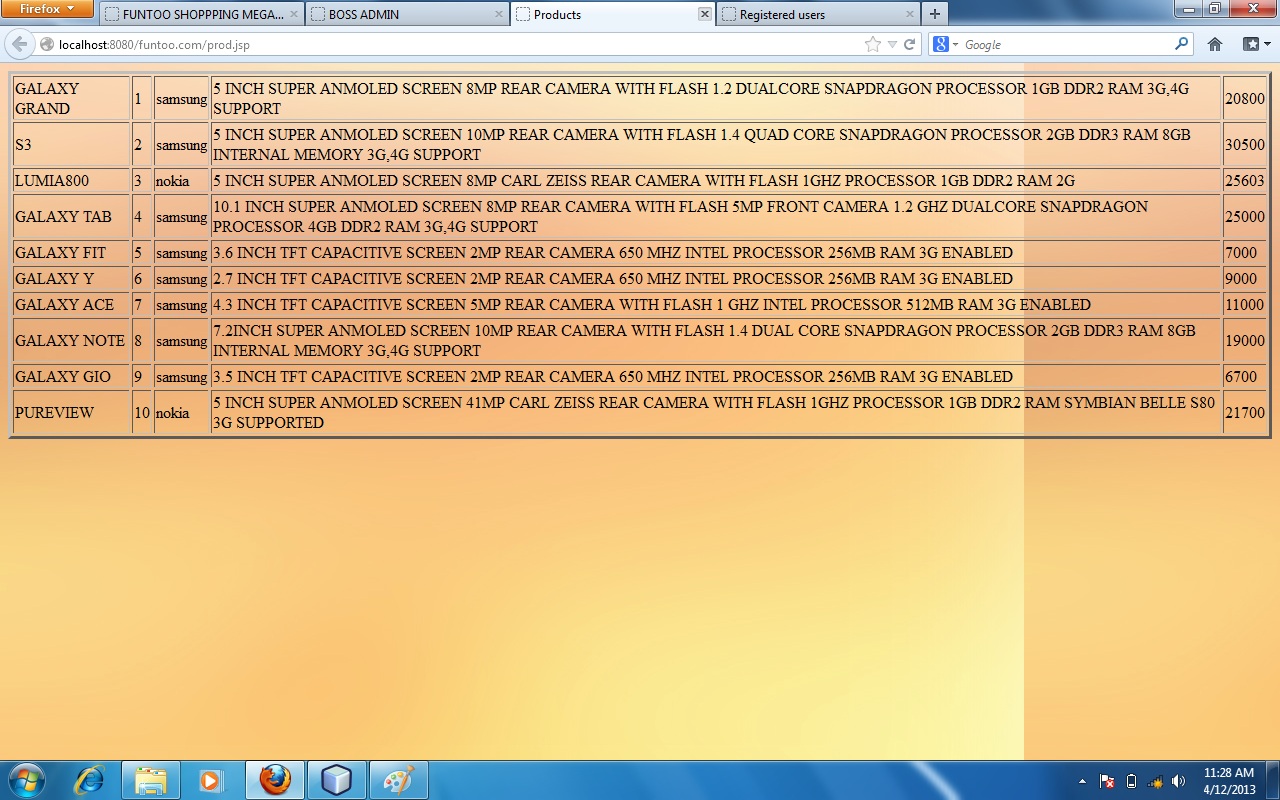 Firefox
FUNTOO SHOPPPING MEGA...
BOSS ADMIN
Products
Registered users
localhost:8080/funtoo.com/prod.jsp
Google
GALAXY GRAND 1 samsung 5 INCH SUPER ANMOLED SCREEN 8MP REAR CAMERA WITH FLASH 1.2 DUALCORE SNAPDRAGON PROCESSOR 1GB DDR2 RAM 3G,4G SUPPORT 20800
S3 2 samsung 5 INCH SUPER ANMOLED SCREEN 10MP REAR CAMERA WITH FLASH 1.4 QUAD CORE SNAPDRAGON PROCESSOR 2GB DDR3 RAM 8GB INTERNAL MEMORY 3G,4G SUPPORT 30500
LUMIA800 3 nokia 5 INCH SUPER ANMOLED SCREEN 8MP CARL ZEISS REAR CAMERA WITH FLASH 1GHZ PROCESSOR 1GB DDR2 RAM 2G 25603
GALAXY TAB 4 samsung 10.1 INCH SUPER ANMOLED SCREEN 8MP REAR CAMERA WITH FLASH 5MP FRONT CAMERA 1.2 GHZ DUALCORE SNAPDRAGON PROCESSOR 4GB DDR2 RAM 3G,4G SUPPORT 25000
GALAXY FIT 5 samsung 3.6 INCH TFT CAPACITIVE SCREEN 2MP REAR CAMERA 650 MHZ INTEL PROCESSOR 256MB RAM 3G ENABLED 7000
GALAXY Y 6 samsung 2.7 INCH TFT CAPACITIVE SCREEN 2MP REAR CAMERA 650 MHZ INTEL PROCESSOR 256MB RAM 3G ENABLED 9000
GALAXY ACE 7 samsung 4.3 INCH TFT CAPACITIVE SCREEN 5MP REAR CAMERA WITH FLASH 1 GHZ INTEL PROCESSOR 512MB RAM 3G ENABLED 11000
GALAXY NOTE 8 samsung 7.2INCH SUPER ANMOLED SCREEN 10MP REAR CAMERA WITH FLASH 1.4 DUAL CORE SNAPDRAGON PROCESSOR 2GB DDR3 RAM 8GB INTERNAL MEMORY 3G,4G SUPPORT 19000
GALAXY GIO 9 samsung 3.5 INCH TFT CAPACITIVE SCREEN 2MP REAR CAMERA 650 MHZ INTEL PROCESSOR 256MB RAM 3G ENABLED 6700
PUREVIEW 10 nokia 5 INCH SUPER ANMOLED SCREEN 41MP CARL ZEISS REAR CAMERA WITH FLASH 1GHZ PROCESSOR 1GB DDR2 RAM SYMBIAN BELLE S80 3G SUPPORTED 21700
11:28 AM
4/12/2013